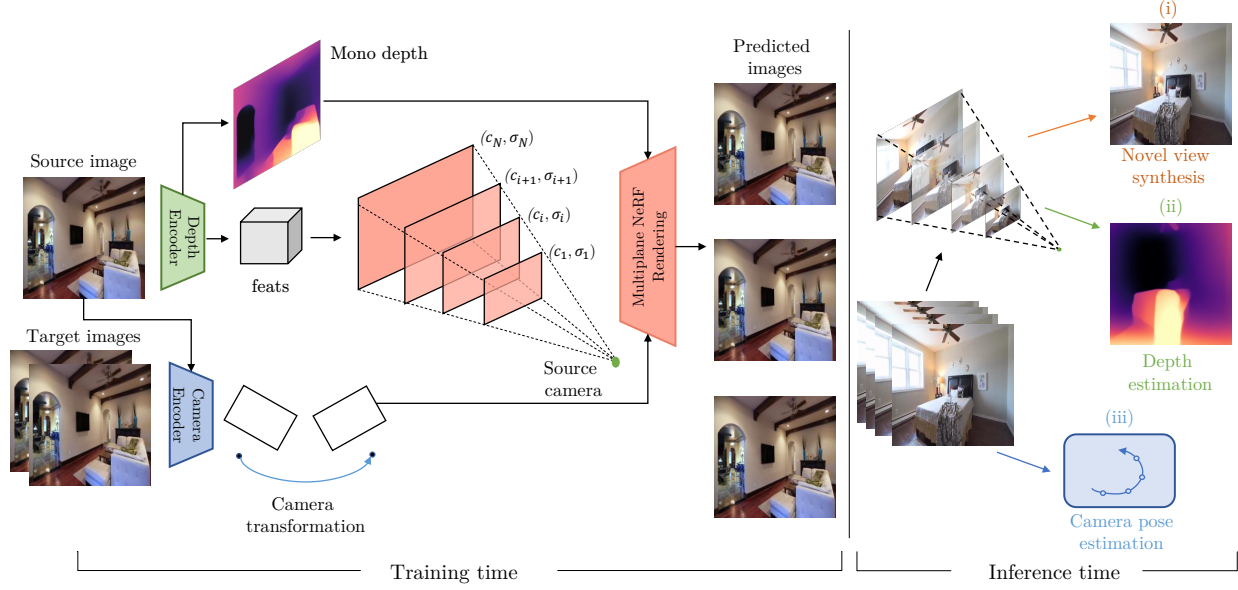 Mono depth
Source image
Depth
Encoder
feats
(c_N, σ_N)
(c_{i+1}, σ_{i+1})
(c_i, σ_i)
(c_1, σ_1)
Source
camera
Multiplane NeRF
Rendering
Target images
Camera
Encoder
Camera
transformation
Predicted
images
Training time
(i)
Novel view
synthesis
(ii)
Depth
estimation
(iii)
Camera pose
estimation
Inference time